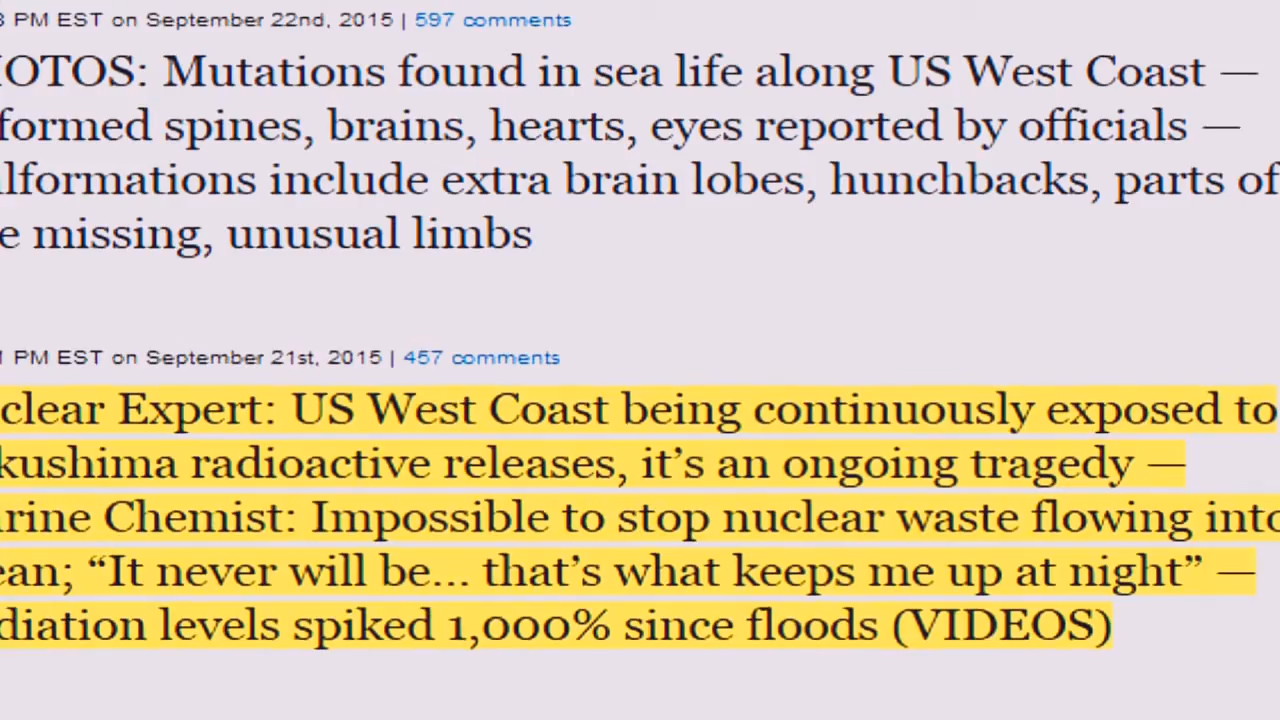 PM EST on September 22nd, 2015 | 597 comments
OTOS: Mutations found in sea life along US West Coast —
formed spines, brains, hearts, eyes reported by officials —
lformations include extra brain lobes, hunchbacks, parts of
e missing, unusual limbs
PM EST on September 21st, 2015 | 457 comments
clear Expert: US West Coast being continuously exposed to
kushima radioactive releases, it’s an ongoing tragedy —
rine Chemist: Impossible to stop nuclear waste flowing into
ean; “It never will be... that’s what keeps me up at night” —
diation levels spiked 1,000% since floods (VIDEOS)